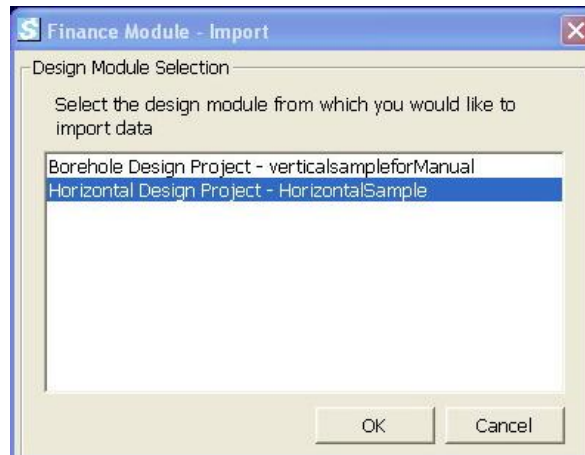 Finance Module - Import
Design Module Selection
Select the design module from which you would like to
import data
Borehole Design Project - verticalsampleforManual
Horizontal Design Project - HorizontalSample
OK
Cancel